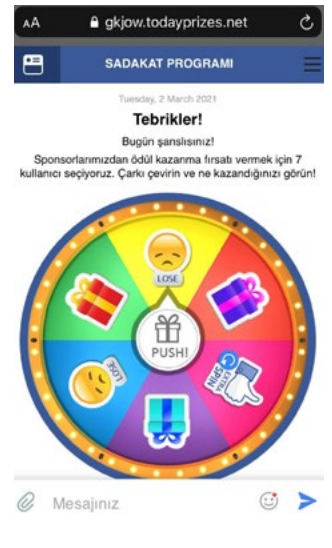 AA gkjow.todayprizes.net
SADAKAT PROGRAMI
Tuesday, 2 March 2021
Tebrikler!
Bugün şanslısınız!
Sponsorlarımızdan ödül kazanma fırsatı vermek için 7
kullanıcı seçiyoruz. Çarkı çevirin ve ne kazandığınızı görün!
LOSE
PUSH!
LOSE
EXTRA
SPIN
Mesajınız